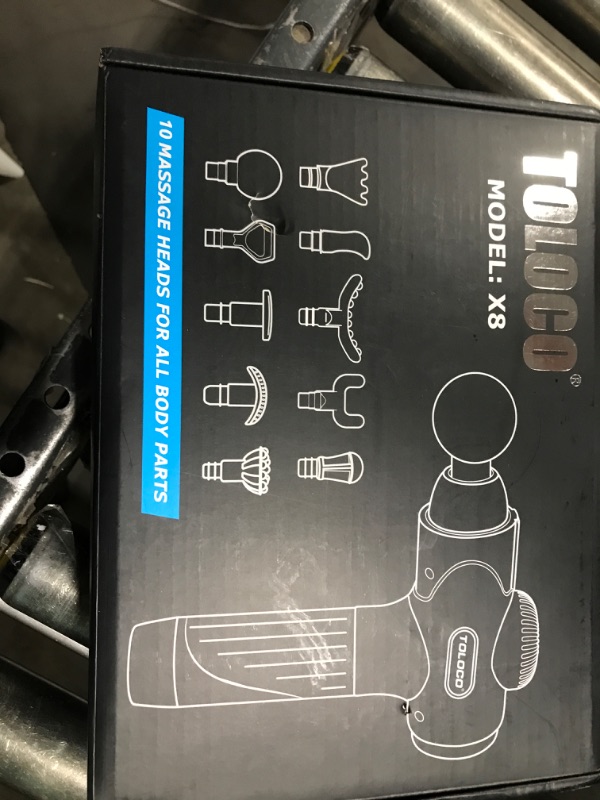 TOLOCO®
MODEL: X8
10 MASSAGE HEADS FOR ALL BODY PARTS
TOLOCO